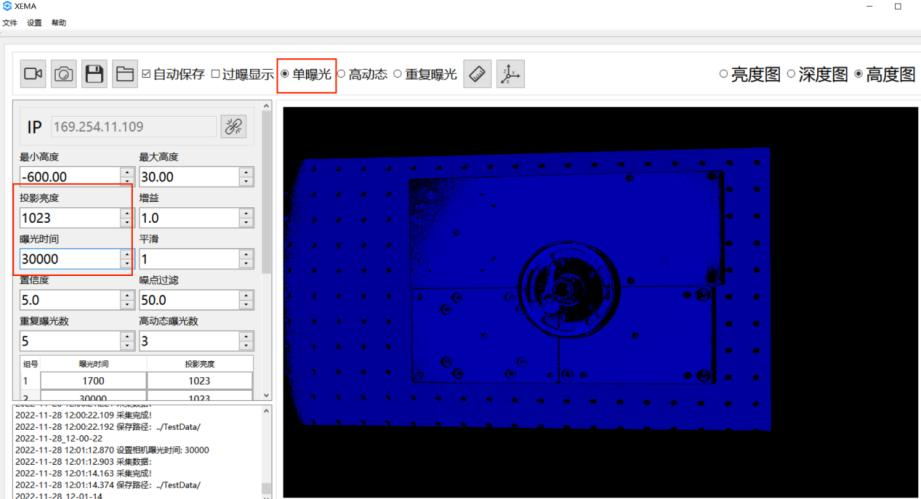 XEMA
文件 设置 帮助
自动保存 过曝显示 单曝光 高动态 重复曝光 亮度图 深度图 高度图
IP 169.254.11.109
最小高度 最大高度
-600.00 30.00
投影亮度 增益
1023 1.0
曝光时间 平滑
30000 1
置信度 噪点过滤
5.0 50.0
重复曝光数 高动态曝光数
5 3
组号 曝光时间 投影亮度
1 1700 1023
2 30000 1023
2022-11-28 12:00:22.109 采集完成!
2022-11-28 12:00:22.192 保存路径: ../TestData/
2022-11-28_12-00-22
2022-11-28 12:01:12.870 设置相机曝光时间: 30000
2022-11-28 12:01:12.903 采集数据:
2022-11-28 12:01:14.163 采集完成!
2022-11-28 12:01:14.374 保存路径: ../TestData/
2022-11-28_12-01-14